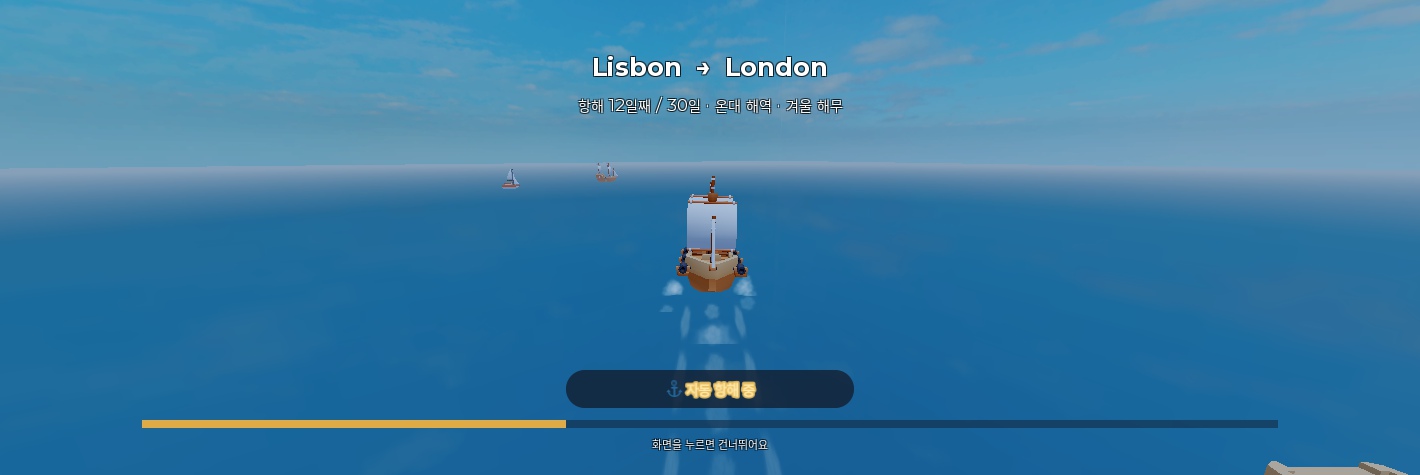 Lisbon → London
항해 12일째 / 30일 · 온대 해역 · 겨울 해무
⚓ 자동 항해 중
화면을 누르면 건너뛰어요